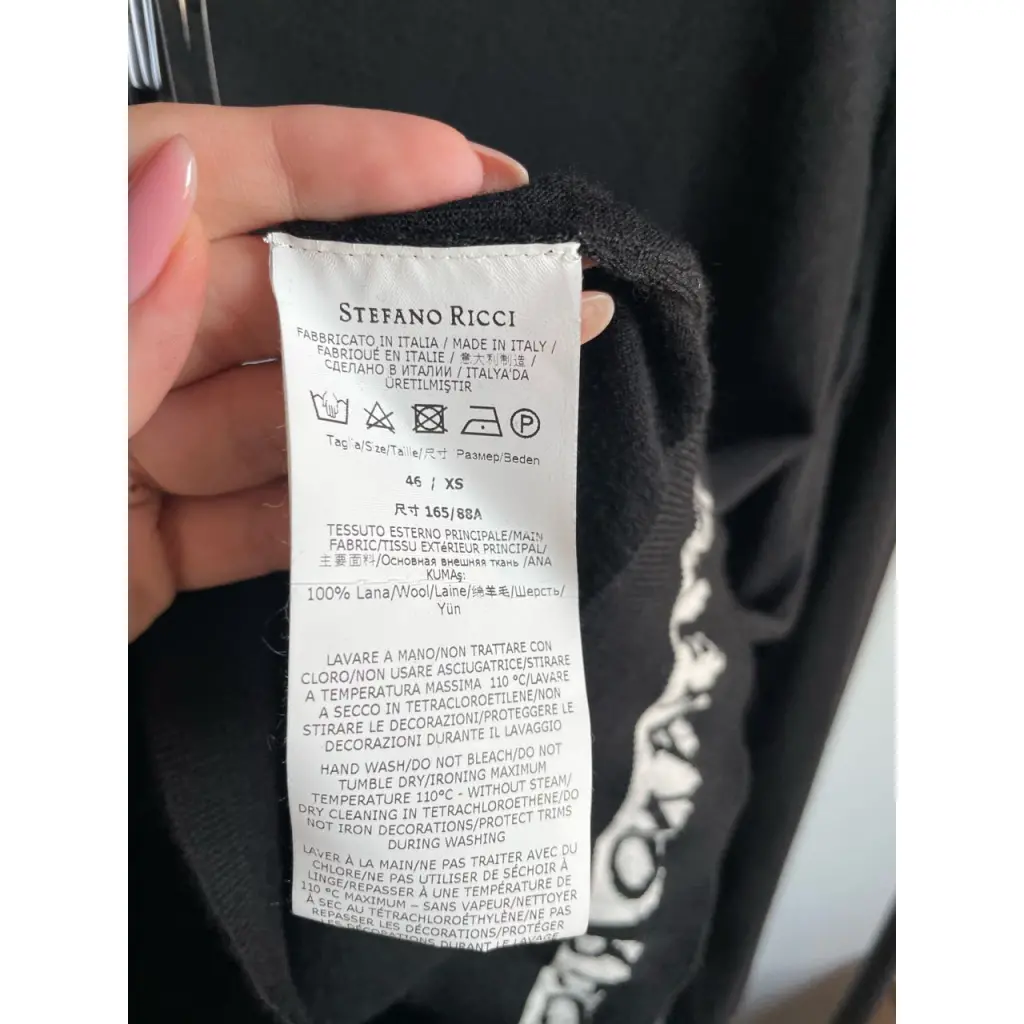 STEFANO RICCI
FABBRICATO IN ITALIA / MADE IN ITALY /
FABRIQUÉ EN ITALIE / 意大利制造 /
СДЕЛАНО В ИТАЛИИ / ITALYA'DA
ÜRETILMIŞTIR
P
Taglia/Size/Taille/尺寸 Размер/Beden
46 / XS
尺寸 165/88A
TESSUTO ESTERNO PRINCIPALE/MAIN
FABRIC/TISSU EXTéRIEUR PRINCIPAL/
主要面料/Основная внешняя ткань /ANA
KUMAş:
100% Lana/Wool/Laine/绵羊毛/Шерсть/
Yün
LAVARE A MANO/NON TRATTARE CON
CLORO/NON USARE ASCIUGATRICE/STIRARE
A TEMPERATURA MASSIMA 110 °C/LAVARE
A SECCO IN TETRACLOROETILENE/NON
STIRARE LE DECORAZIONI/PROTEGGERE LE
DECORAZIONI DURANTE IL LAVAGGIO
HAND WASH/DO NOT BLEACH/DO NOT
TUMBLE DRY/IRONING MAXIMUM
TEMPERATURE 110°C - WITHOUT STEAM/
DRY CLEANING IN TETRACHLOROETHENE/DO
NOT IRON DECORATIONS/PROTECT TRIMS
DURING WASHING
LAVER À LA MAIN/NE PAS TRAITER AVEC DU
CHLORE/NE PAS UTILISER DE SÉCHOIR À
LINGE/REPASSER À UNE TEMPÉRATURE DE
110 °C MAXIMUM – SANS VAPEUR/NETTOYER
À SEC AU TÉTRACHLOROÉTHYLÈNE/NE PAS
REPASSER LES DÉCORATIONS/PROTÉGER
LES DÉCORATIONS DURANT LE LAVAGE